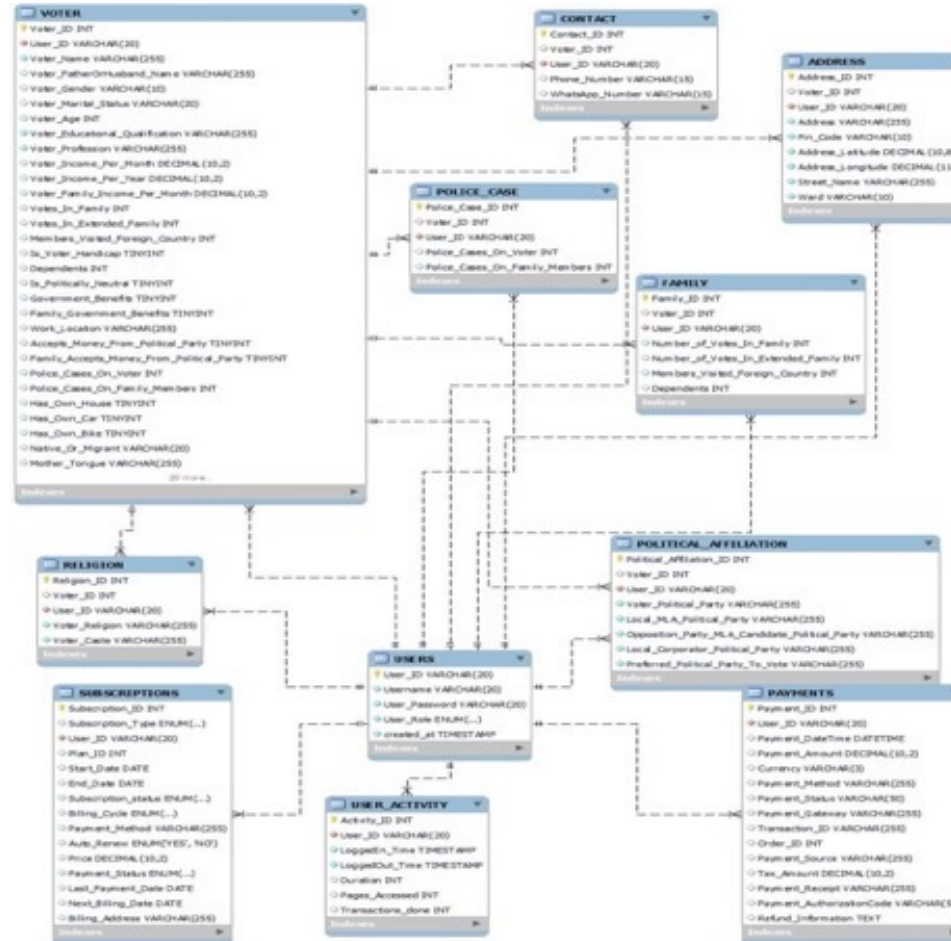 VOTER
Voter_ID INT
User_ID VARCHAR(20)
Voter_Name VARCHAR(255)
Voter_FatherOrHusband_Name VARCHAR(255)
Voter_Gender VARCHAR(10)
Voter_Marital_Status VARCHAR(20)
Voter_Age INT
Voter_Educational_Qualification VARCHAR(255)
Voter_Profession VARCHAR(255)
Voter_Income_Per_Month DECIMAL(10,2)
Voter_Income_Per_Year DECIMAL(10,2)
Voter_Family_Income_Per_Month DECIMAL(10,2)
Votes_In_Family INT
Votes_In_Extended_Family INT
Members_Visited_Foreign_Country INT
Is_Voter_Handicap TINYINT
Dependents INT
Is_Politically_Neutral TINYINT
Government_Benefits TINYINT
Family_Government_Benefits TINYINT
Work_Location VARCHAR(255)
Accepts_Money_From_Political_Party TINYINT
Family_Accepts_Money_From_Political_Party TINYINT
Police_Cases_On_Voter INT
Police_Cases_On_Family_Members INT
Has_Own_House TINYINT
Has_Own_Car TINYINT
Has_Own_Bike TINYINT
Native_Or_Migrant VARCHAR(255)
Mother_Tongue VARCHAR(255)
Indexes
CONTACT
Contact_ID INT
Voter_ID INT
User_ID VARCHAR(20)
Phone_Number VARCHAR(15)
WhatsApp_Number VARCHAR(15)
Indexes
ADDRESS
Address_ID INT
Voter_ID INT
User_ID VARCHAR(20)
Address VARCHAR(255)
Pin_Code VARCHAR(10)
Address_Latitude DECIMAL(10,8
Address_Longitude DECIMAL(11
Street_Name VARCHAR(255)
Ward VARCHAR(10)
Indexes
POLICE_CASE
Police_Case_ID INT
Voter_ID INT
User_ID VARCHAR(20)
Police_Cases_On_Voter INT
Police_Cases_On_Family_Members INT
Indexes
FAMILY
Family_ID INT
Voter_ID INT
User_ID VARCHAR(20)
Number_of_Votes_In_Family INT
Number_of_Votes_In_Extended_Family INT
Members_Visited_Foreign_Country INT
Dependents INT
Indexes
RELIGION
Religion_ID INT
Voter_ID INT
User_ID VARCHAR(20)
Voter_Religion VARCHAR(255)
Voter_Caste VARCHAR(255)
Indexes
POLITICAL_AFFILIATION
Political_Affiliation_ID INT
Voter_ID INT
User_ID VARCHAR(20)
Voter_Political_Party VARCHAR(255)
Local_MLA_Political_Party VARCHAR(255)
Opposition_Party_MLA_Candidate_Political_Party VARCHAR(255)
Local_Corporator_Political_Party VARCHAR(255)
Preferred_Political_Party_To_Vote VARCHAR(255)
Indexes
USERS
User_ID VARCHAR(20)
Username VARCHAR(20)
User_Password VARCHAR(20)
User_Role ENUM(...)
created_at TIMESTAMP
Indexes
SUBSCRIPTIONS
Subscription_ID INT
Subscription_Type ENUM(...)
User_ID VARCHAR(20)
Plan_ID INT
Start_Date DATE
End_Date DATE
Subscription_status ENUM(...)
Billing_Cycle ENUM(...)
Payment_Method VARCHAR(255)
Auto_Renew ENUM('YES', 'NO')
Price DECIMAL(10,2)
Payment_Status ENUM(...)
Last_Payment_Date DATE
Next_Billing_Date DATE
Billing_Address VARCHAR(255)
Indexes
USER_ACTIVITY
Activity_ID INT
User_ID VARCHAR(20)
LoggedIn_Time TIMESTAMP
LoggedOut_Time TIMESTAMP
Duration INT
Pages_Accessed INT
Transactions_done INT
Indexes
PAYMENTS
Payment_ID INT
User_ID VARCHAR(20)
Payment_DateTime DATETIME
Payment_Amount DECIMAL(10,2)
Currency VARCHAR(3)
Payment_Method VARCHAR(255)
Payment_Status VARCHAR(50)
Payment_Gateway VARCHAR(255)
Transaction_ID VARCHAR(255)
Order_ID INT
Payment_Source VARCHAR(255)
Tax_Amount DECIMAL(10,2)
Payment_Receipt VARCHAR(255)
Payment_AuthorizationCode VARCHAR(5
Refund_Information TEXT
Indexes